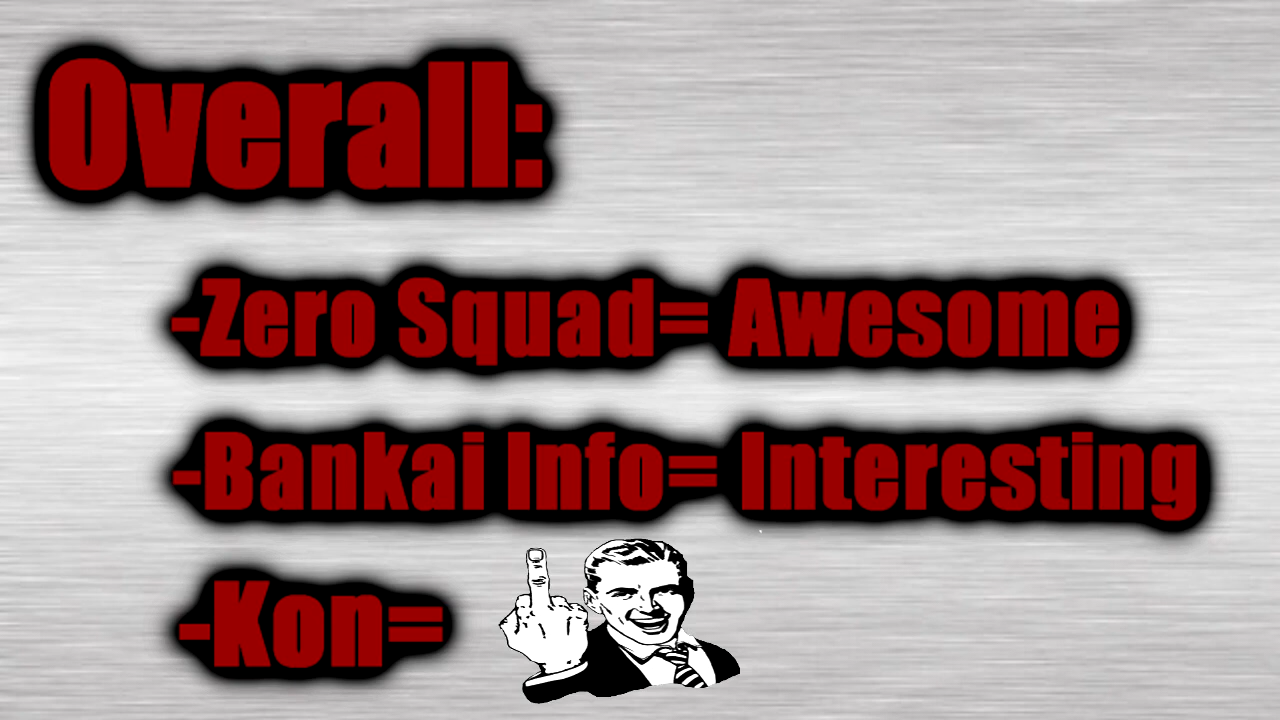 Overall:
-Zero Squad= Awesome
-Bankai Info= Interesting
-Kon=